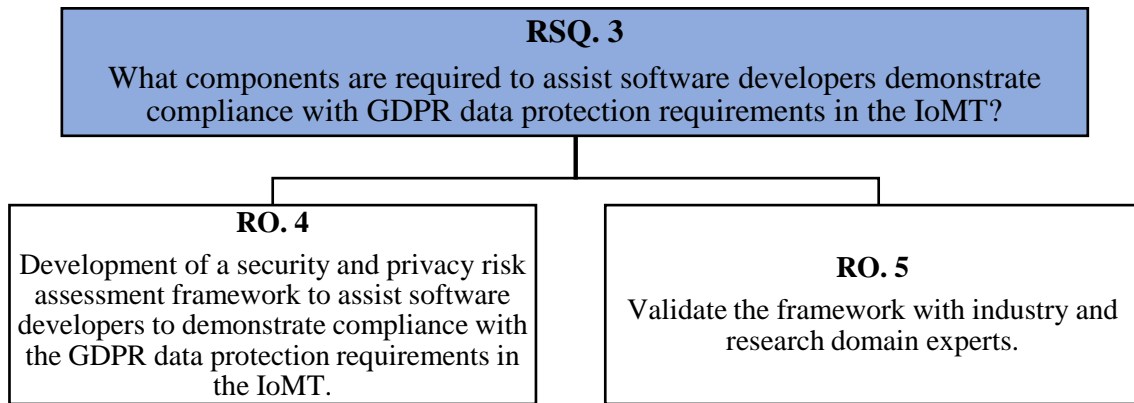 RSQ. 3
What components are required to assist software developers demonstrate
compliance with GDPR data protection requirements in the IoMT?
RO. 4
Development of a security and privacy risk
assessment framework to assist software
developers to demonstrate compliance with
the GDPR data protection requirements in
the IoMT.
RO. 5
Validate the framework with industry and
research domain experts.